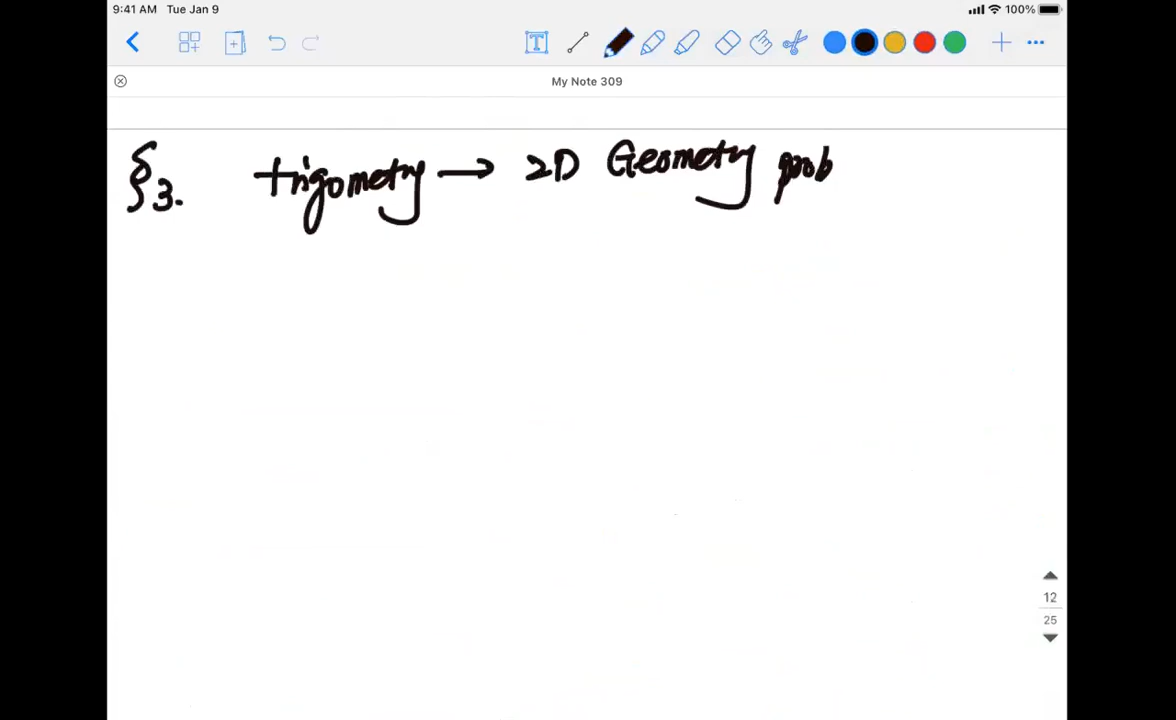 9:41 AM Tue Jan 9 100%
T
My Note 309
§3. trigometry → 2D Geometry prob
12
25